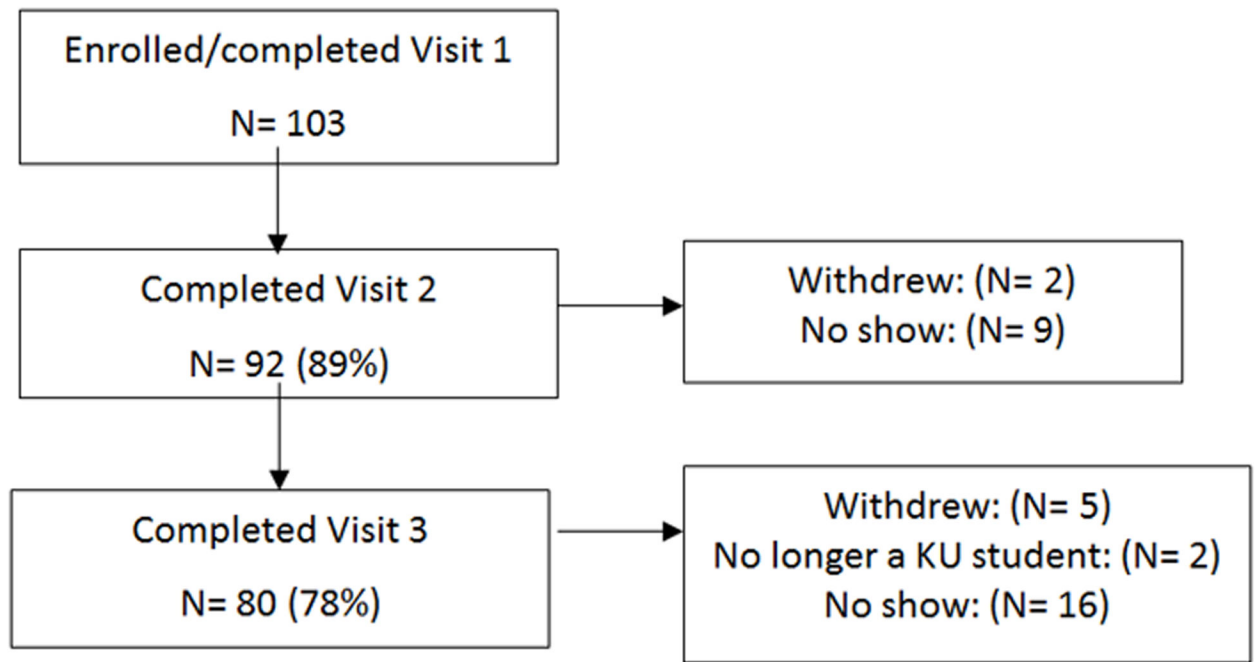 Enrolled/completed Visit 1
N= 103
Completed Visit 2
N= 92 (89%)
Withdrew: (N= 2)
No show: (N= 9)
Completed Visit 3
N= 80 (78%)
Withdrew: (N= 5)
No longer a KU student: (N= 2)
No show: (N= 16)